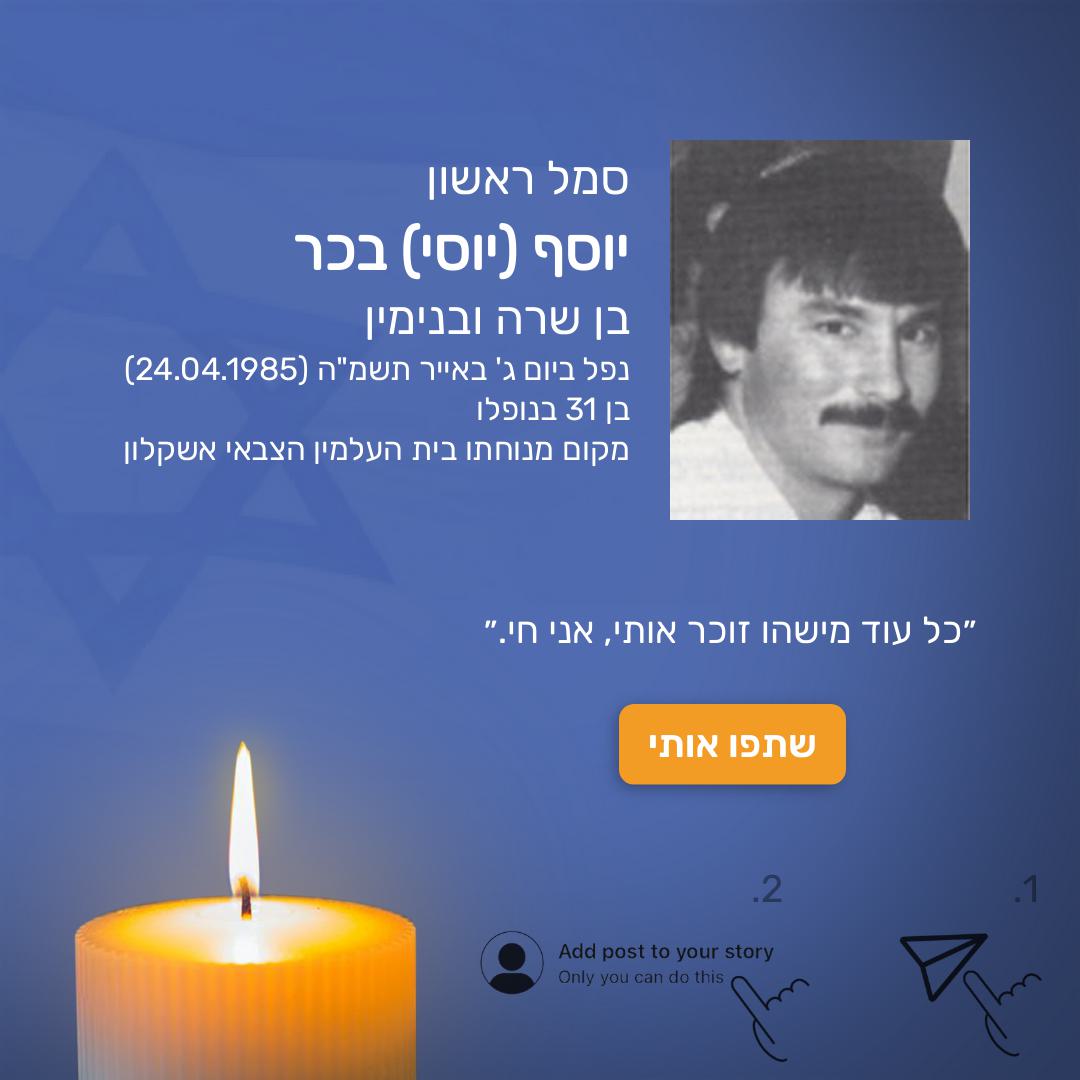 סמל ראשון
יוסף (יוסי) בכר
בן שרה ובנימין
נפל ביום ג' באייר תשמ"ה (24.04.1985)
בן 31 בנופלו
מקום מנוחתו בית העלמין הצבאי אשקלון
״כל עוד מישהו זוכר אותי, אני חי.״
שתפו אותי
1.
2.
Add post to your story
Only you can do this